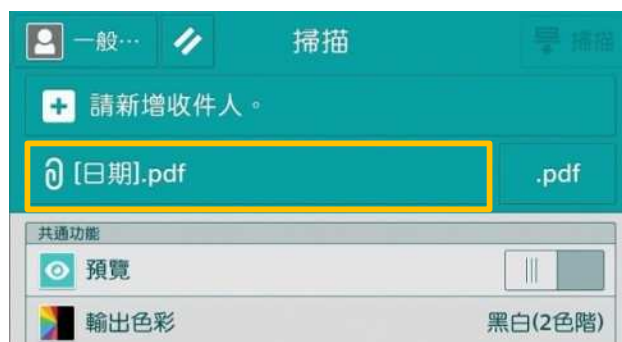 一般… 掃描 掃描
請新增收件人。
[日期].pdf .pdf
共通功能
預覽
輸出色彩 黑白(2色階)